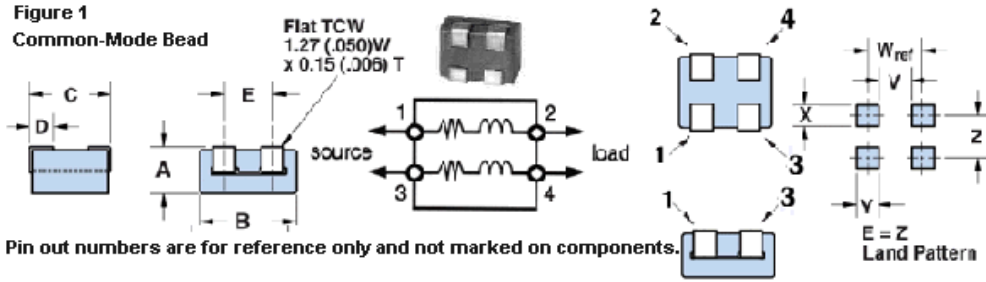 Figure 1
Common-Mode Bead
Flat TCW
1.27 (.050)W
x 0.15 (.006) T
C
D
A
E
B
1
2
source
load
3
4
2
4
1
3
1
3
Wref
V
X
Z
Y
E = Z
Land Pattern
Pin out numbers are for reference only and not marked on components.